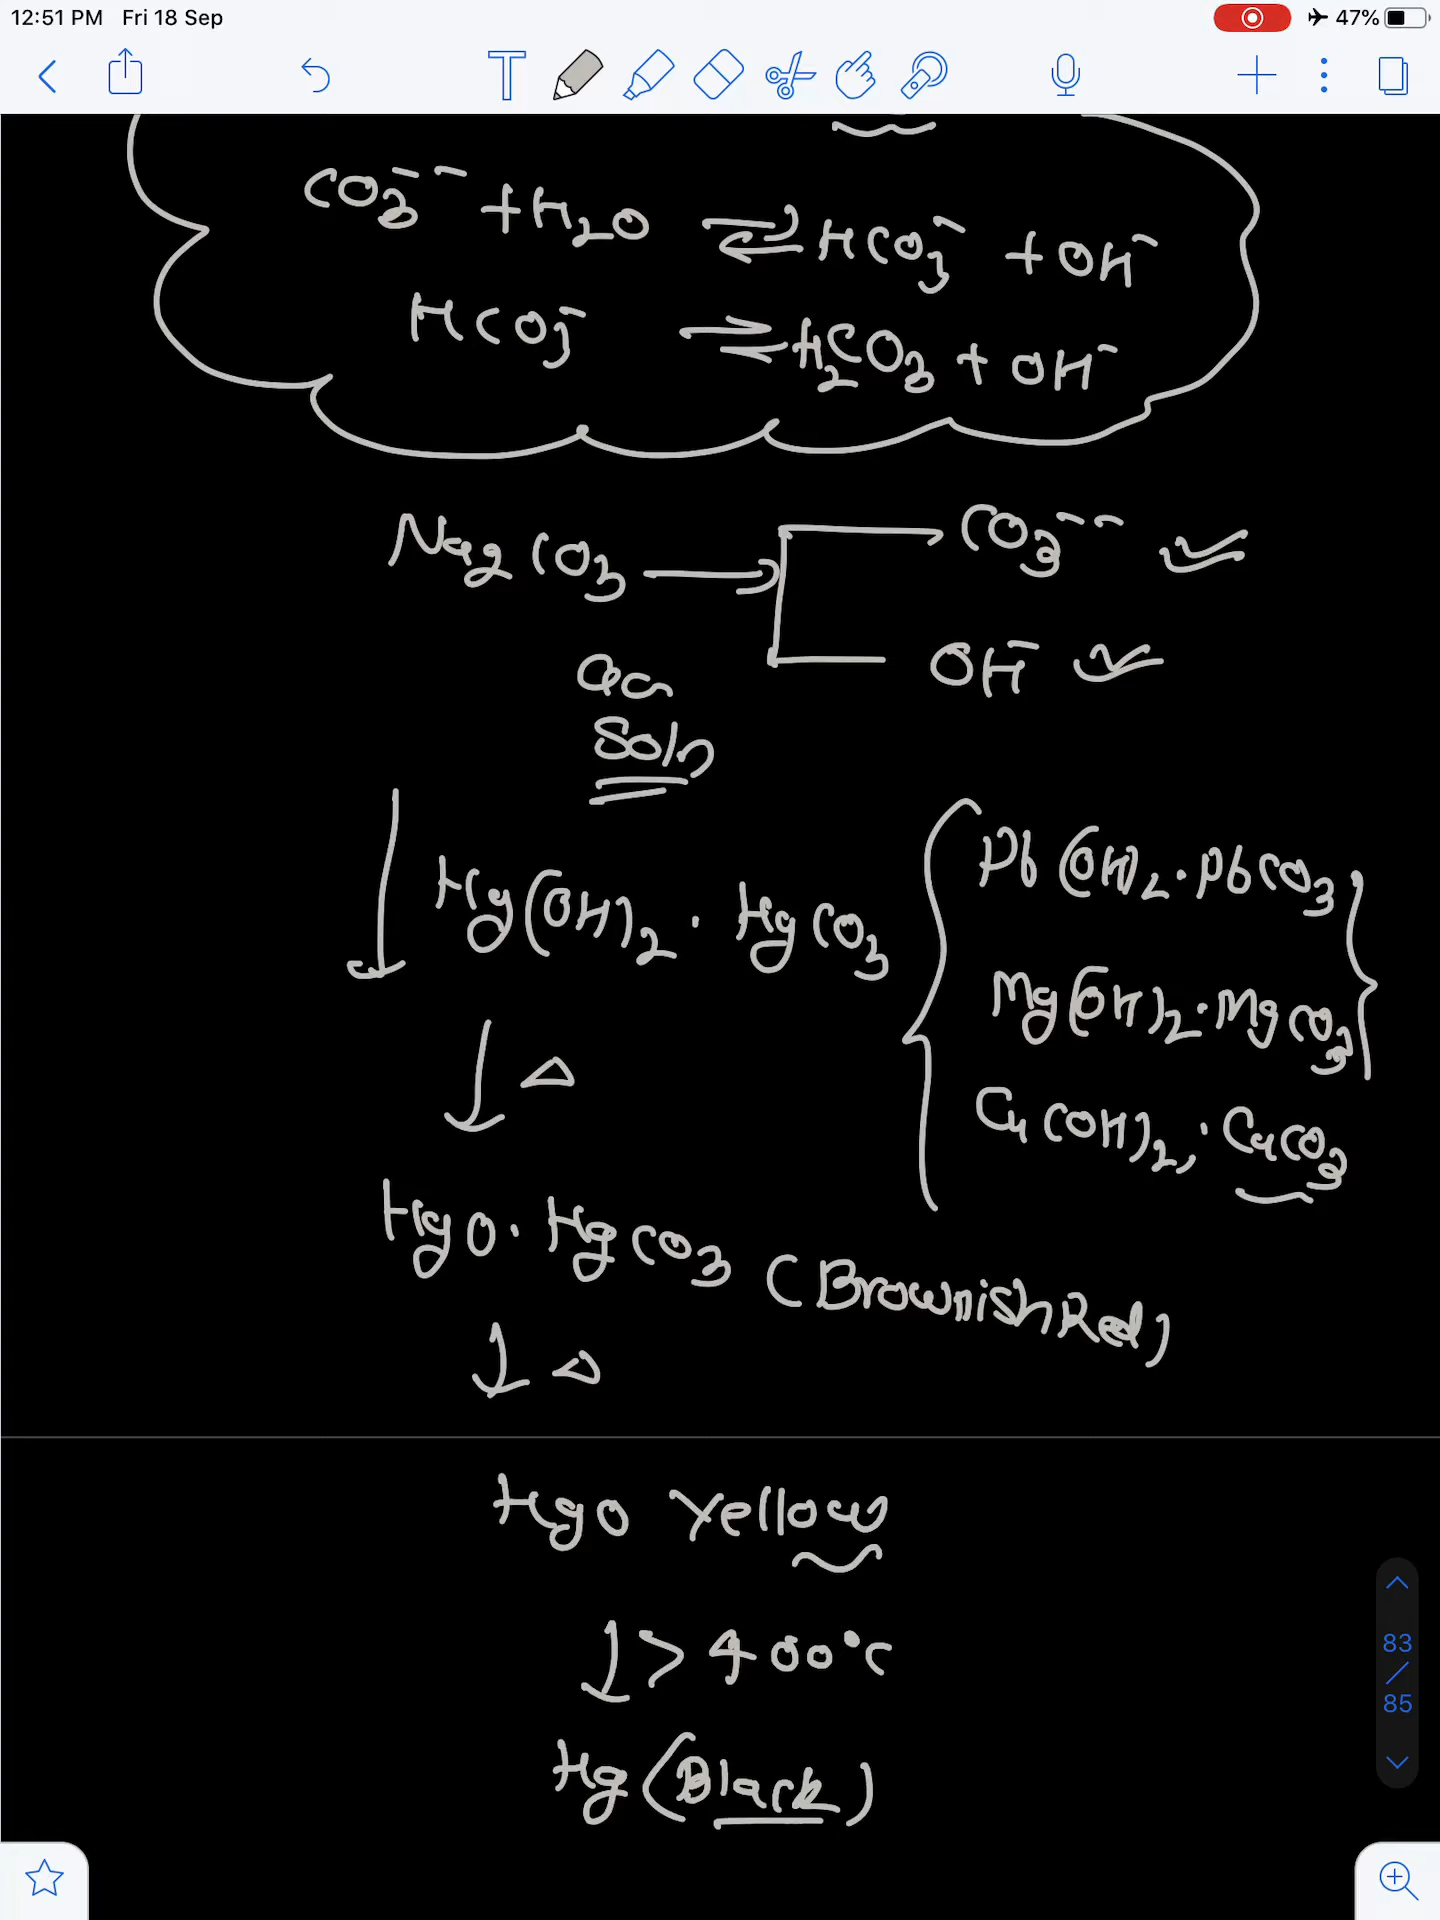 12:51 PM Fri 18 Sep 47%
CO₃⁻⁻ + H₂O ⇌ HCO₃⁻ + OH⁻
HCO₃⁻ ⇌ H₂CO₃ + OH⁻
Na₂CO₃ → CO₃⁻⁻
OH⁻
Soln
Hg(OH)₂ · HgCO₃
Pb(OH)₂ · PbCO₃
Mg(OH)₂ · MgCO₃
Cu(OH)₂, · CuCO₃
↓ Δ
HgO · HgCO₃ (Brownish Red)
↓ Δ
HgO Yellow
↓ > 400°C
Hg (Black)
83
/
85